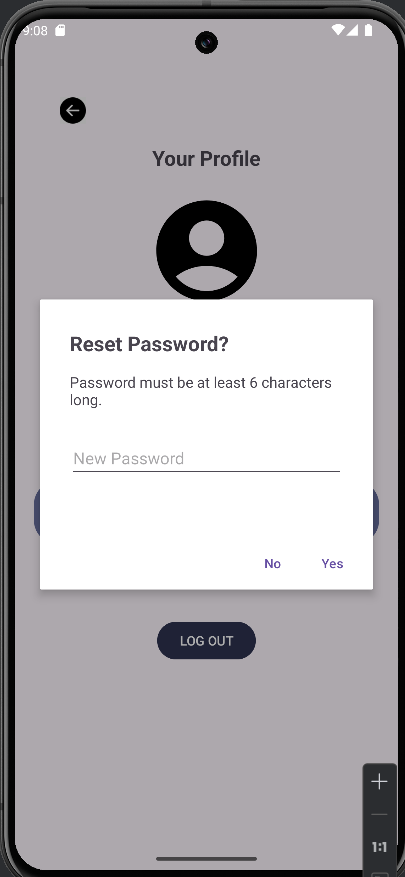 9:08
Your Profile
Reset Password?
Password must be at least 6 characters
long.
New Password
No
Yes
LOG OUT
1:1